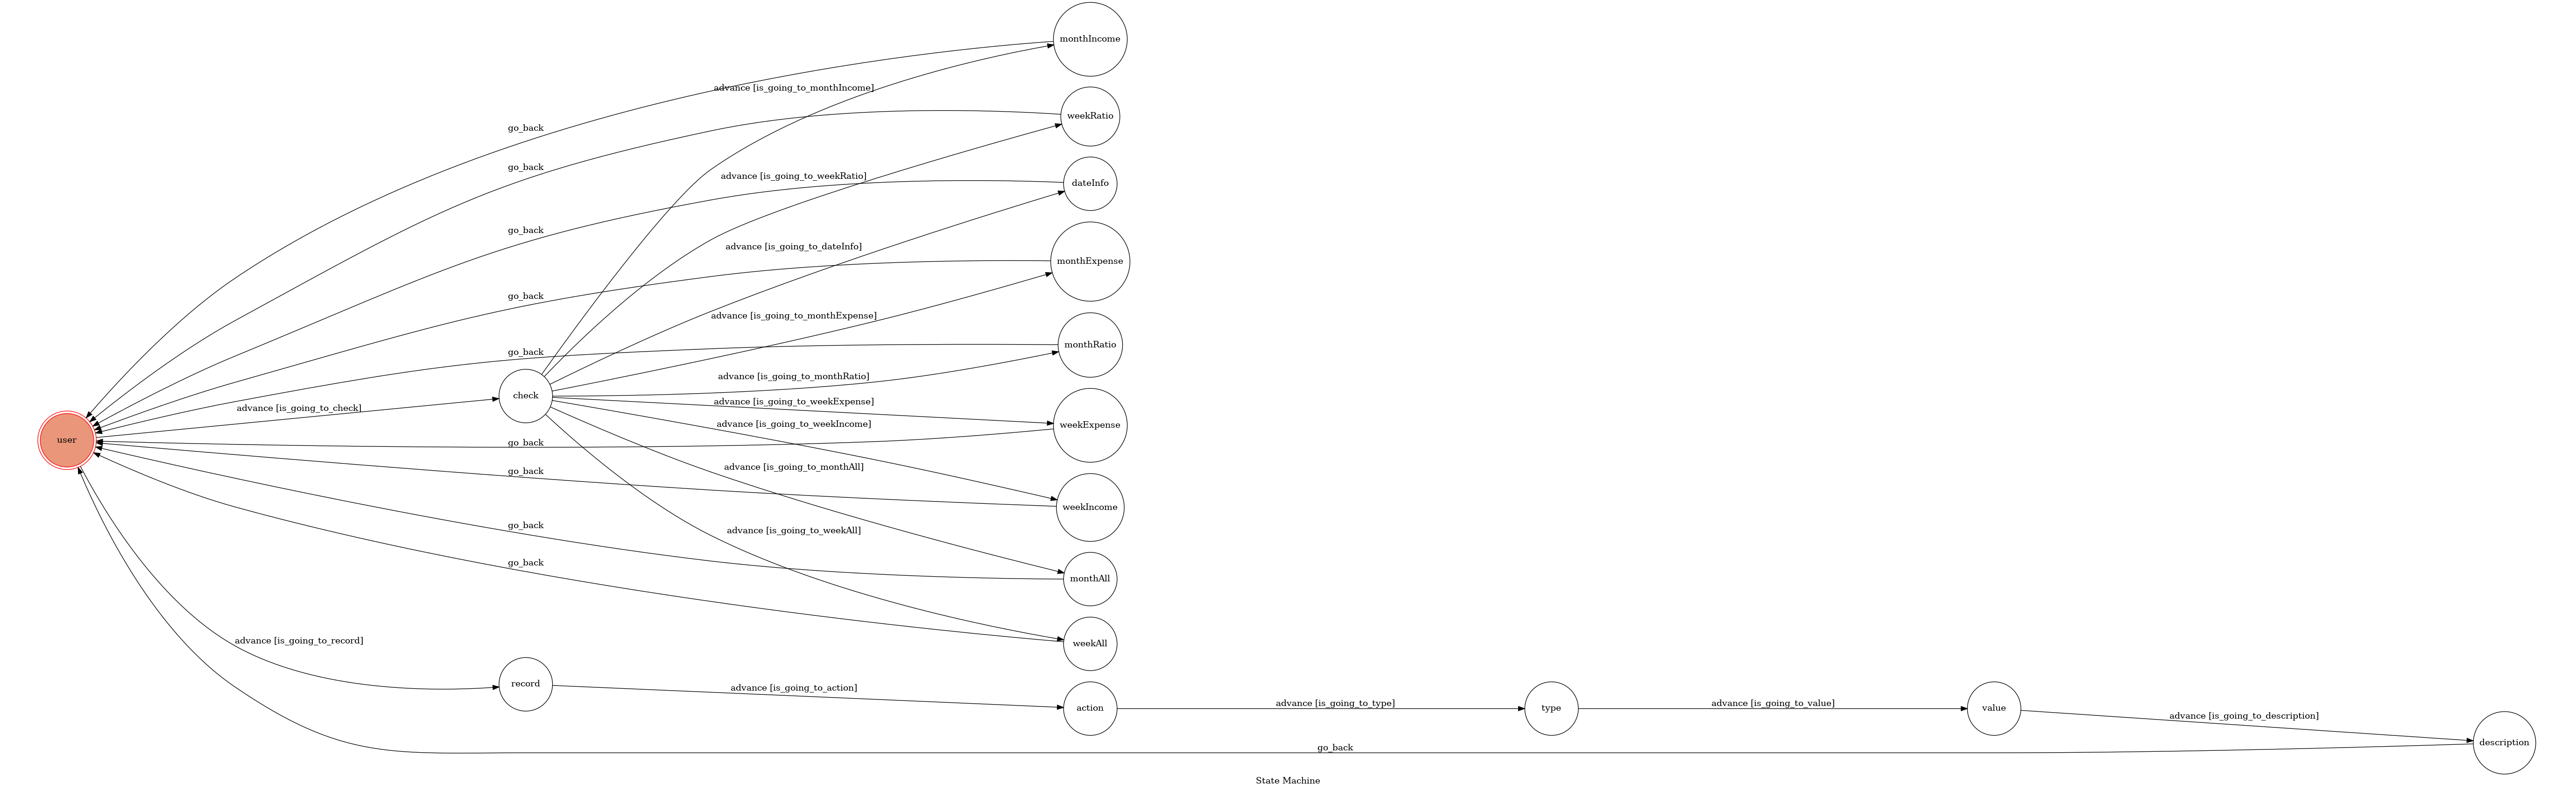 monthIncome
advance [is_going_to_monthIncome]
weekRatio
go_back
go_back
advance [is_going_to_weekRatio]
dateInfo
go_back
advance [is_going_to_dateInfo]
monthExpense
go_back
advance [is_going_to_monthExpense]
monthRatio
go_back
advance [is_going_to_monthRatio]
check
advance [is_going_to_check]
advance [is_going_to_weekExpense]
weekExpense
advance [is_going_to_weekIncome]
user
go_back
advance [is_going_to_monthAll]
go_back
weekIncome
go_back
advance [is_going_to_weekAll]
go_back
monthAll
advance [is_going_to_record]
weekAll
record
advance [is_going_to_action]
action
advance [is_going_to_type]
type
advance [is_going_to_value]
value
advance [is_going_to_description]
description
go_back
State Machine